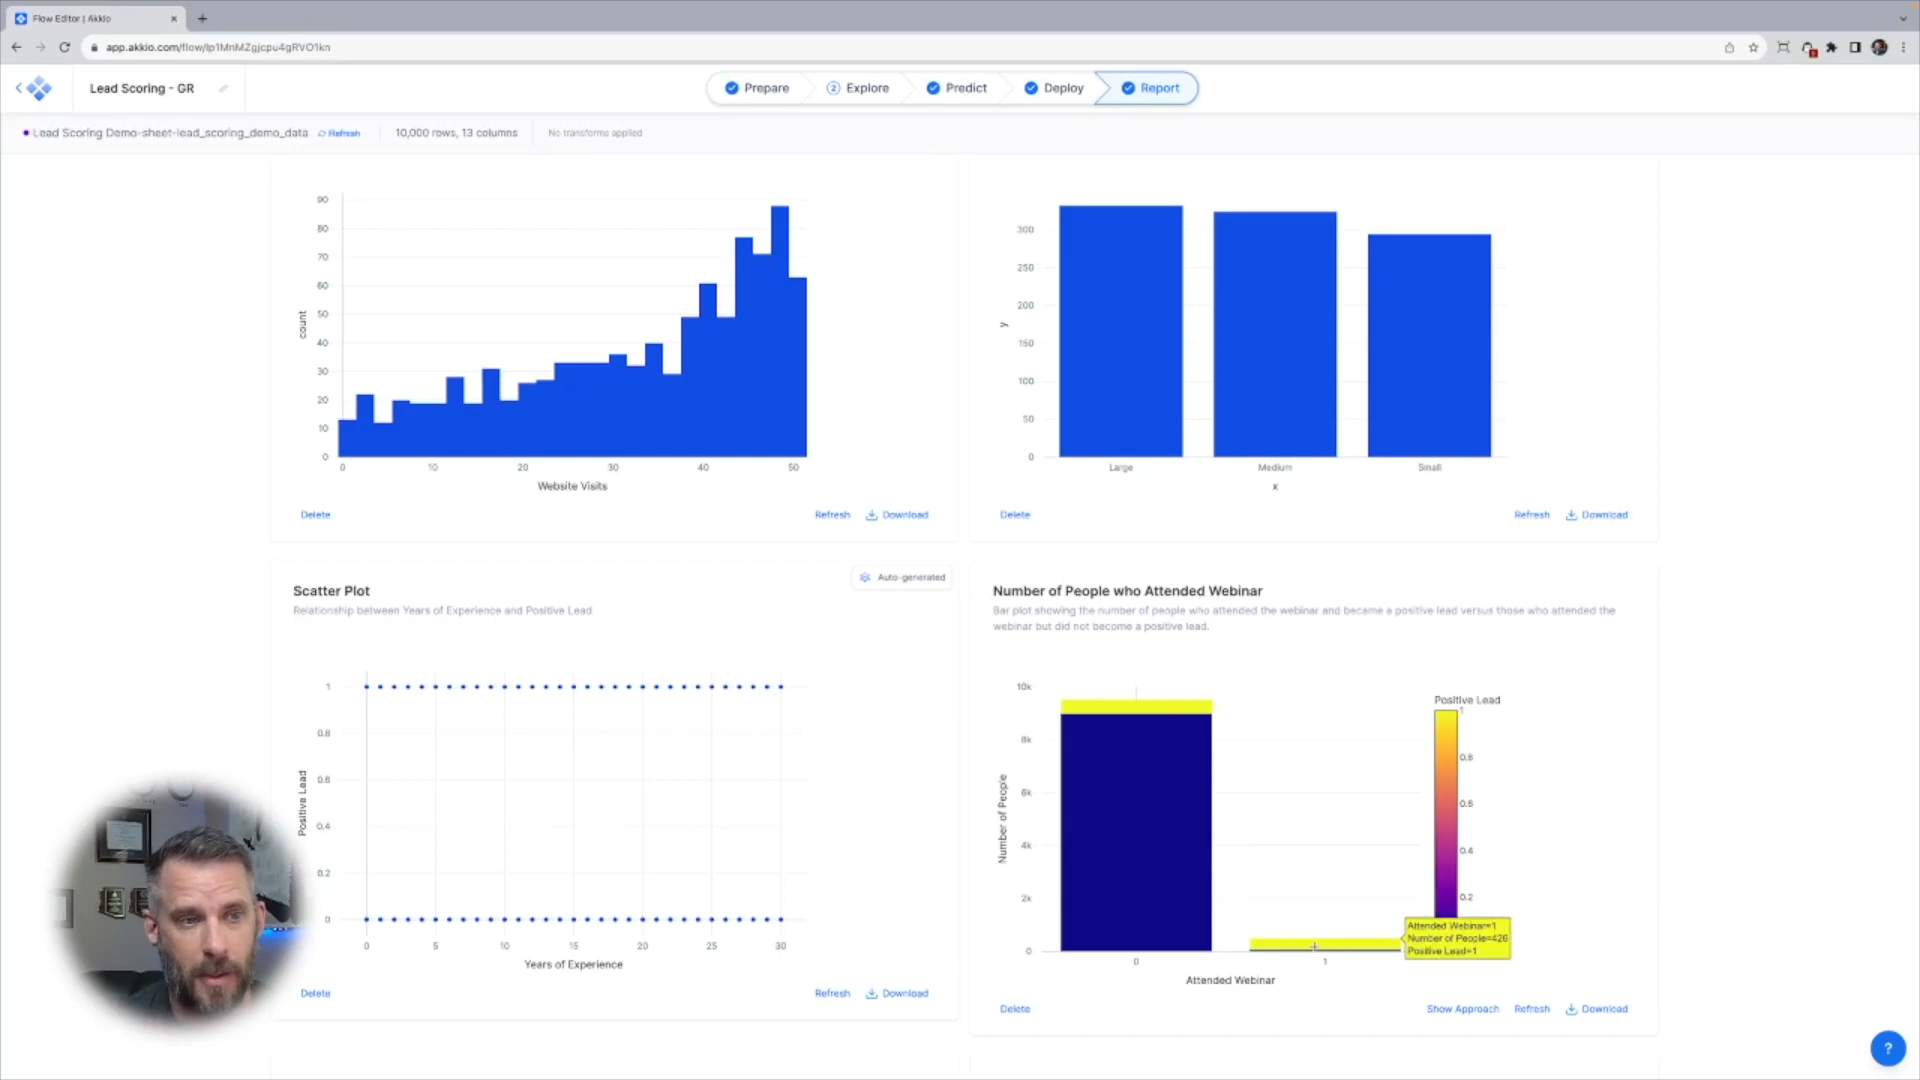 Flow Editor | Akkio
app.akkio.com/flow/Ip1MnMZgjcpu4gRVO1kn
Lead Scoring - GR
Prepare
2
Explore
Predict
Deploy
Report
Lead Scoring Demo-sheet-lead_scoring_demo_data
Refresh
10,000 rows, 13 columns
No transforms applied
90
80
70
60
50
40
30
20
10
0
count
0
10
20
30
40
50
Website Visits
Delete
Refresh
Download
300
250
200
150
100
50
0
y
Large
Medium
Small
x
Delete
Refresh
Download
Scatter Plot
Auto-generated
Relationship between Years of Experience and Positive Lead
1
0.8
0.6
0.4
0.2
0
Positive Lead
0
5
10
15
20
25
30
Years of Experience
Delete
Refresh
Download
Number of People who Attended Webinar
Bar plot showing the number of people who attended the webinar and became a positive lead versus those who attended the
webinar but did not become a positive lead.
10k
8k
6k
4k
2k
0
Number of People
0
1
Attended Webinar
Positive Lead
1
0.8
0.6
0.4
0.2
Attended Webinar=1
Number of People=426
Positive Lead=1
Delete
Show Approach
Refresh
Download
?